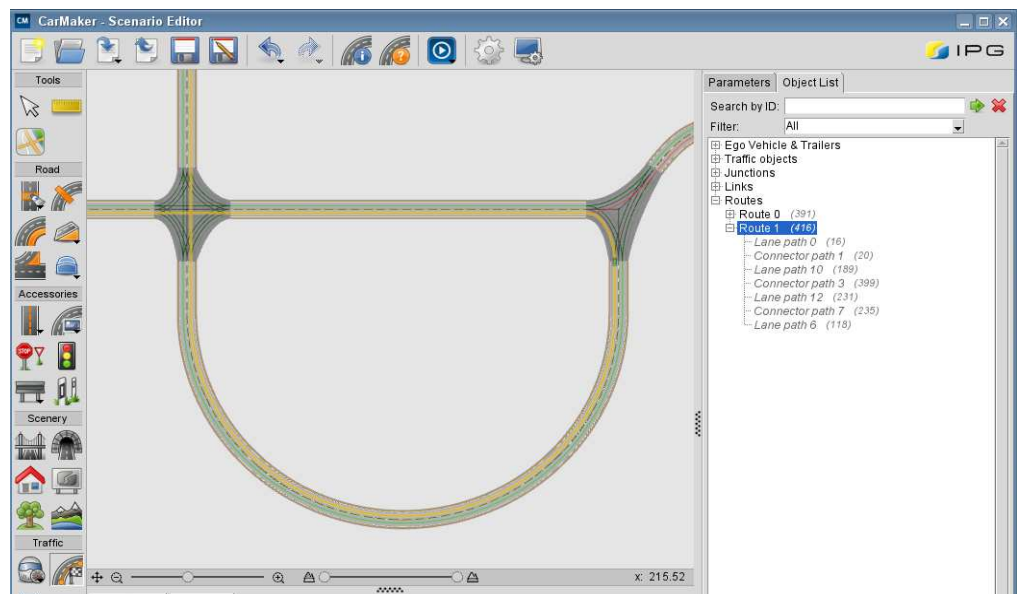 CM CarMaker - Scenario Editor
IPG
Tools
Road
Accessories
STOP
Scenery
Traffic
x: 215.52
Parameters Object List
Search by ID:
Filter: All
Ego Vehicle & Trailers
Traffic objects
Junctions
Links
Routes
Route 0 (391)
Route 1 (416)
Lane path 0 (16)
Connector path 1 (20)
Lane path 10 (189)
Connector path 3 (399)
Lane path 12 (231)
Connector path 7 (235)
Lane path 6 (118)